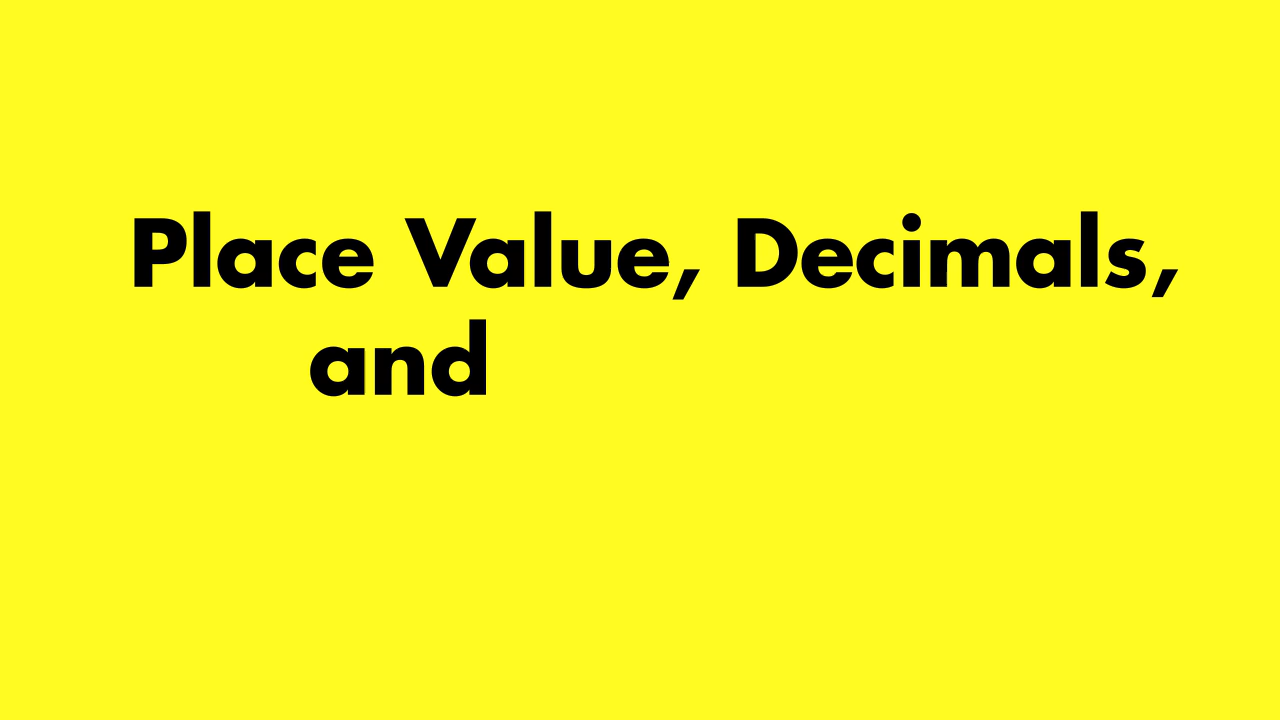 Place Value, Decimals,
and